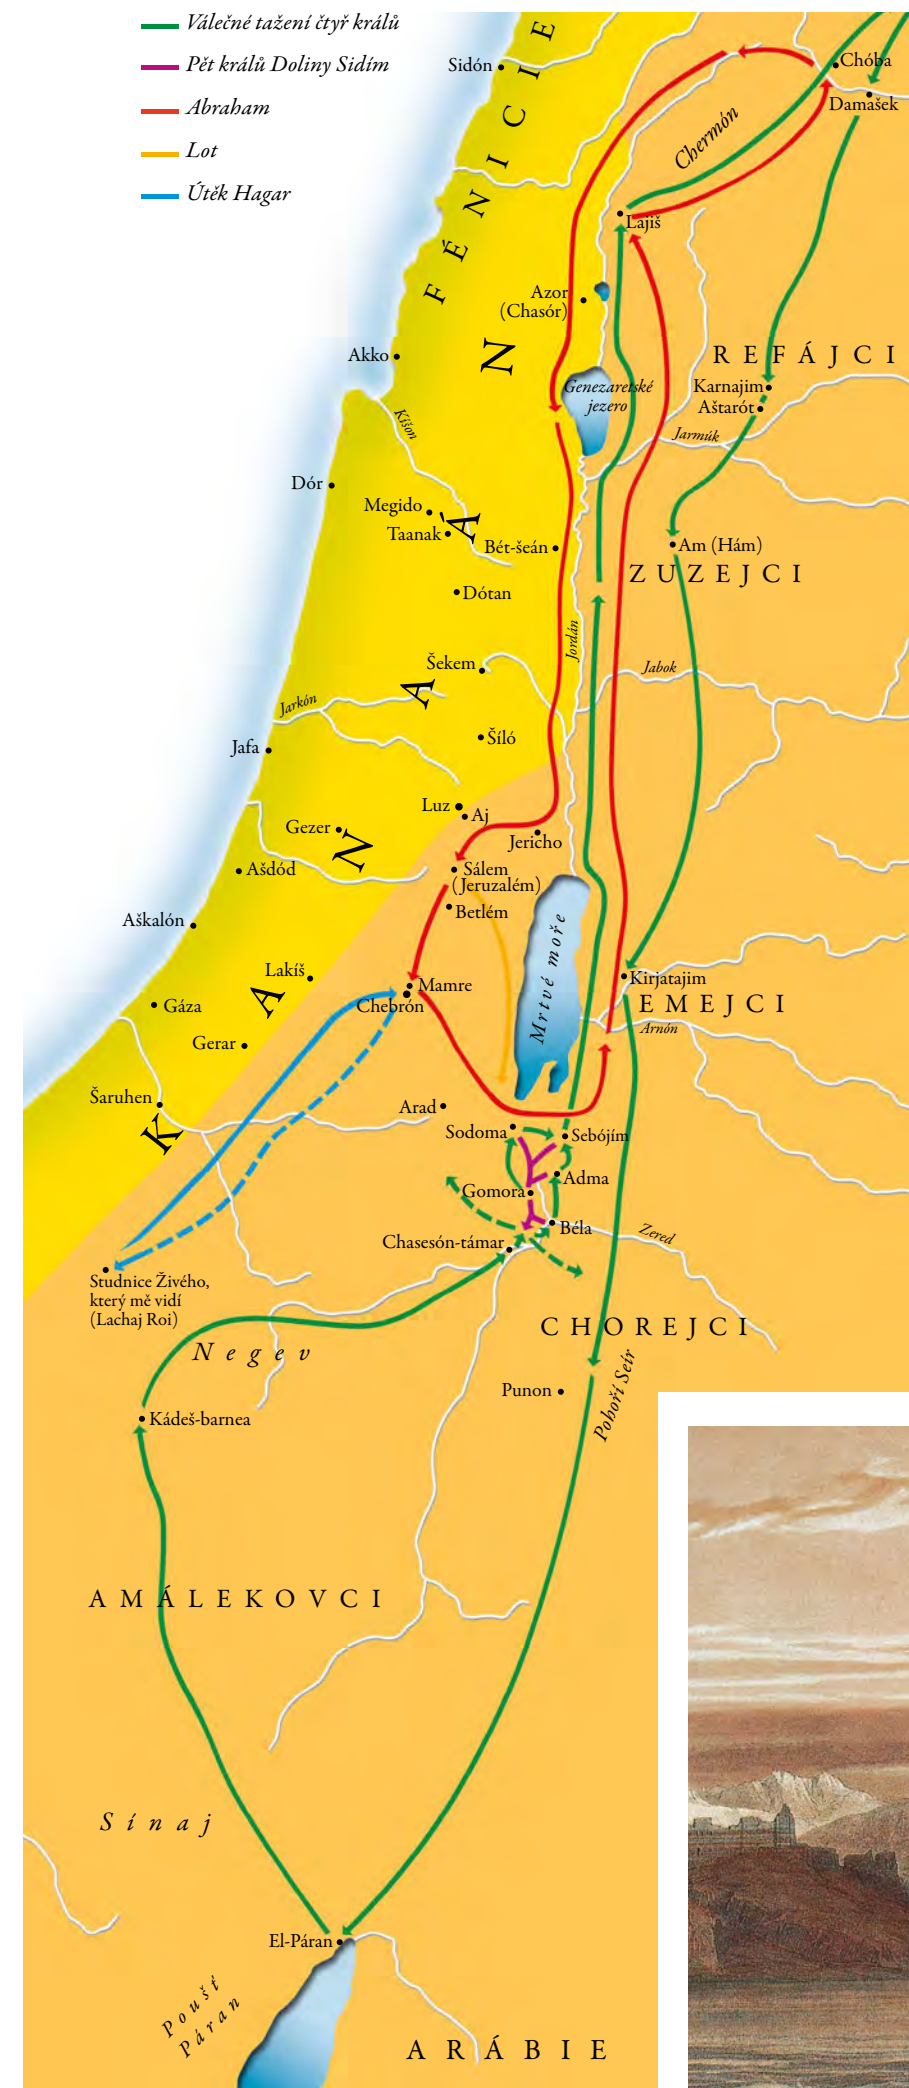 Válečné tažení čtyř králů
Pět králů Doliny Sidím
Abraham
Lot
Útěk Hagar
FÉNICIE
KANAÁN
Sidón
Chóba
Damašek
Chermón
Lajiš
Azor
(Chasór)
REFÁJCI
Akko
Genezaretské
jezero
Karnajim
Aštarót
Kíšon
Jarmúk
Dór
Megido
Taanak
Bét-šeán
Am (Hám)
ZUZEJCI
Dótan
Jordán
Šekem
Jabok
Jarkón
Jafa
Šíló
Luz
Aj
Gezer
Jericho
Ašdód
Sálem
(Jeruzalém)
Betlém
Aškalón
Mrtvé moře
Lakíš
Mamre
Chebrón
Kirjatajim
EMEJCI
Arnón
Gáza
Gerar
Šaruhen
Arad
Sodoma
Sebójím
Adma
Gomora
Béla
Zered
Chasesón-támar
Studnice Živého,
který mě vidí
(Lachaj Roi)
CHOREJCI
Negev
Punon
Pohoří Seír
Kádeš-barnea
AMÁLEKOVCI
Sínaj
El-Páran
Poušť
Páran
ARÁBIE